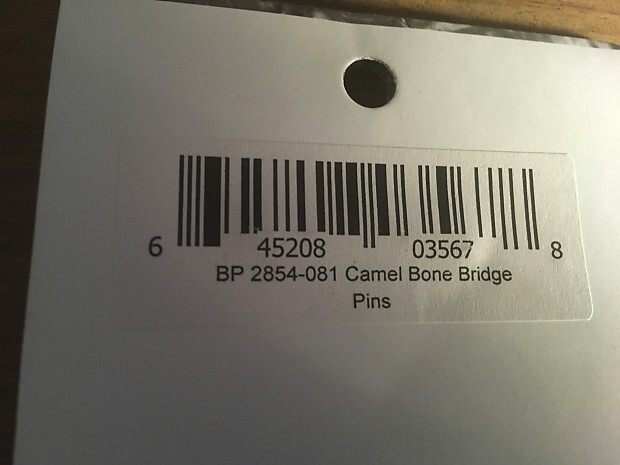 6 45208 03567 8
BP 2854-081 Camel Bone Bridge
Pins